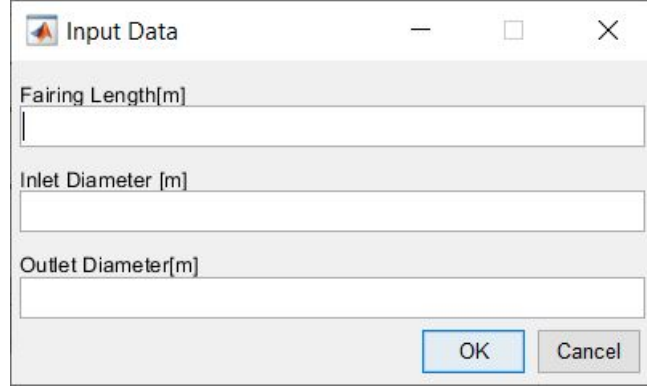 Input Data
Fairing Length[m]
Inlet Diameter [m]
Outlet Diameter[m]
OK Cancel